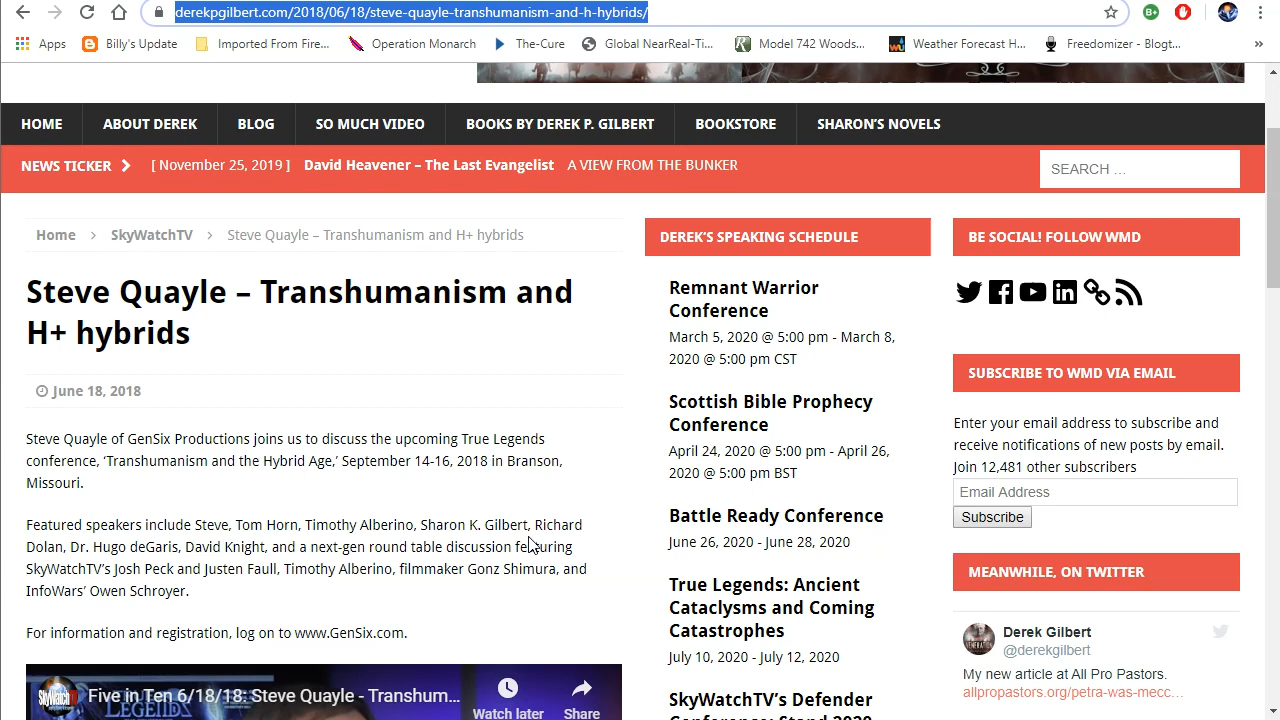 derekpgilbert.com/2018/06/18/steve-quayle-transhumanism-and-h-hybrids/
Apps
Billy's Update
Imported From Fire...
Operation Monarch
The-Cure
Global NearReal-Ti...
Model 742 Woods...
Weather Forecast H...
Freedomizer - Blogt...
»
HOME
ABOUT DEREK
BLOG
SO MUCH VIDEO
BOOKS BY DEREK P. GILBERT
BOOKSTORE
SHARON'S NOVELS
NEWS TICKER
[ November 25, 2019 ] David Heavener – The Last Evangelist A VIEW FROM THE BUNKER
SEARCH …
Home > SkyWatchTV > Steve Quayle – Transhumanism and H+ hybrids
Steve Quayle – Transhumanism and
H+ hybrids
June 18, 2018
Steve Quayle of GenSix Productions joins us to discuss the upcoming True Legends
conference, ‘Transhumanism and the Hybrid Age,’ September 14-16, 2018 in Branson,
Missouri.
Featured speakers include Steve, Tom Horn, Timothy Alberino, Sharon K. Gilbert, Richard
Dolan, Dr. Hugo deGaris, David Knight, and a next-gen round table discussion featuring
SkyWatchTV’s Josh Peck and Justen Faull, Timothy Alberino, filmmaker Gonz Shimura, and
InfoWars’ Owen Schroyer.
For information and registration, log on to www.GenSix.com.
Five in Ten 6/18/18: Steve Quayle - Transhum...
Watch later
Share
DEREK'S SPEAKING SCHEDULE
Remnant Warrior
Conference
March 5, 2020 @ 5:00 pm - March 8,
2020 @ 5:00 pm CST
Scottish Bible Prophecy
Conference
April 24, 2020 @ 5:00 pm - April 26,
2020 @ 5:00 pm BST
Battle Ready Conference
June 26, 2020 - June 28, 2020
True Legends: Ancient
Cataclysms and Coming
Catastrophes
July 10, 2020 - July 12, 2020
SkyWatchTV's Defender
Conference: Stand 2020
BE SOCIAL! FOLLOW WMD
SUBSCRIBE TO WMD VIA EMAIL
Enter your email address to subscribe and
receive notifications of new posts by email.
Join 12,481 other subscribers
Email Address
Subscribe
MEANWHILE, ON TWITTER
Derek Gilbert
@derekgilbert
My new article at All Pro Pastors.
allpropastors.org/petra-was-mecc...